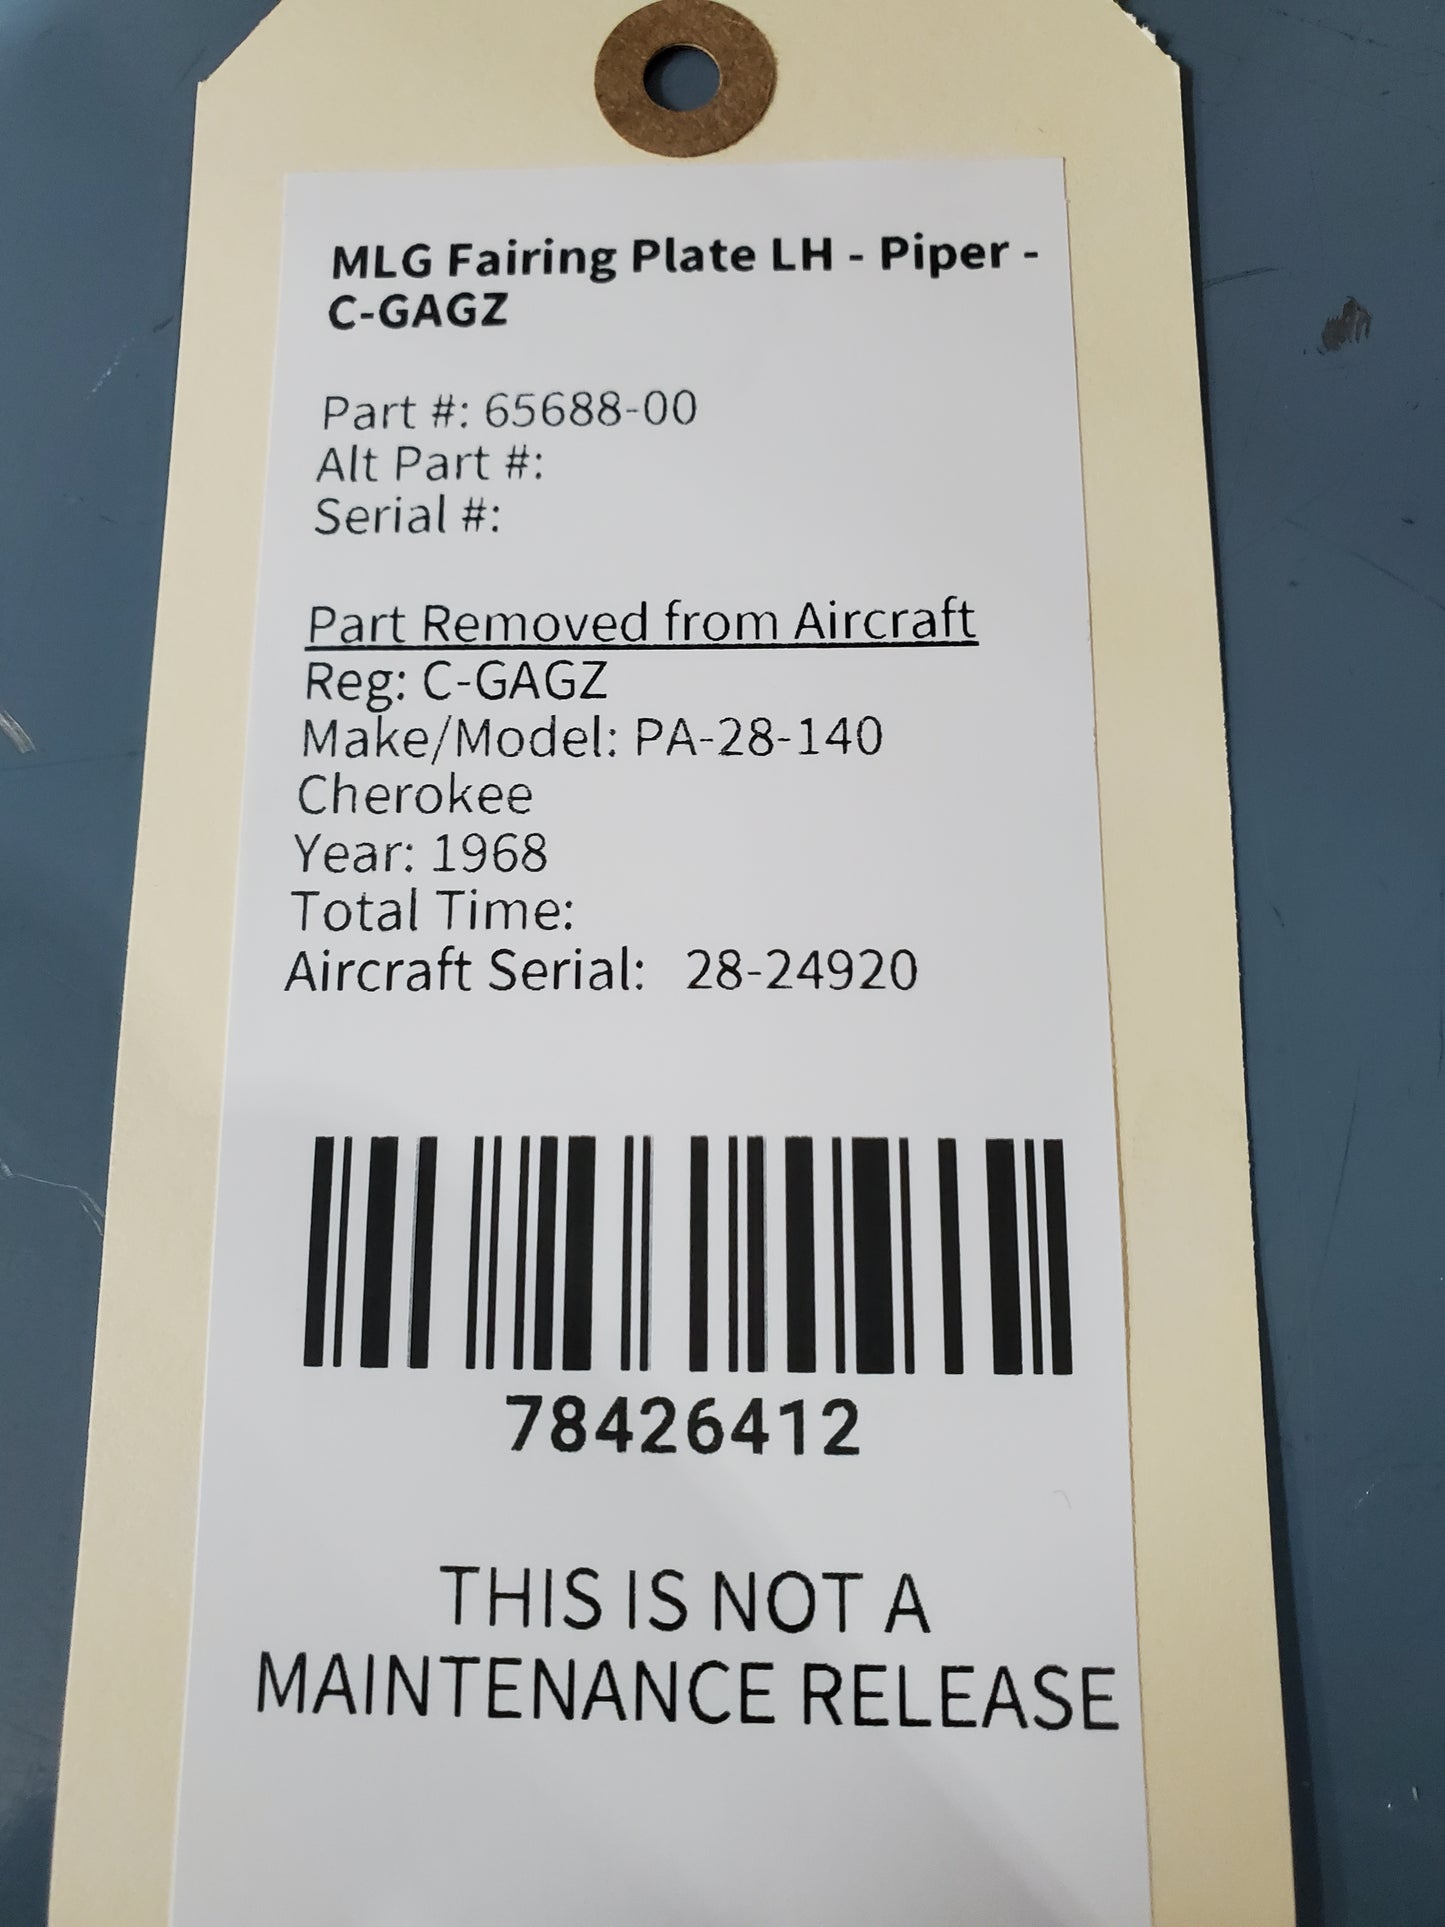 MLG Fairing Plate LH - Piper -
C-GAGZ
Part #: 65688-00
Alt Part #:
Serial #:
Part Removed from Aircraft
Reg: C-GAGZ
Make/Model: PA-28-140
Cherokee
Year: 1968
Total Time:
Aircraft Serial: 28-24920
78426412
THIS IS NOT A
MAINTENANCE RELEASE